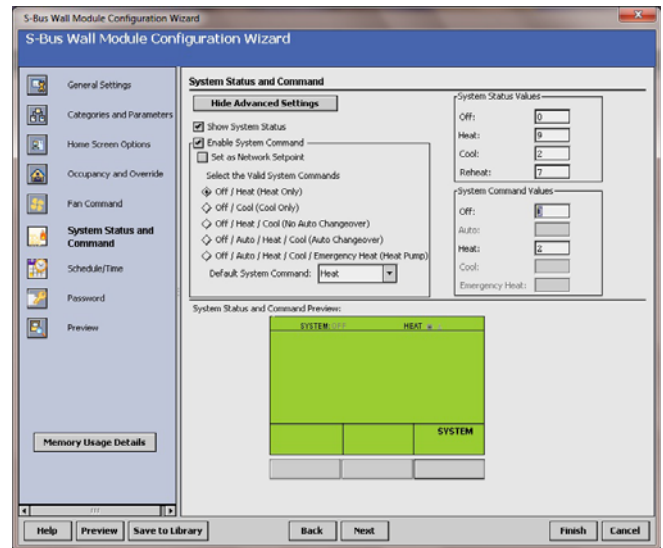 S-Bus Wall Module Configuration Wizard
S-Bus Wall Module Configuration Wizard
General Settings
Categories and Parameters
Home Screen Options
Occupancy and Override
Fan Command
System Status and
Command
Schedule/Time
Password
Preview
Memory Usage Details
System Status and Command
Hide Advanced Settings
Show System Status
Enable System Command
Set as Network Setpoint
Select the Valid System Commands
Off / Heat (Heat Only)
Off / Cool (Cool Only)
Off / Heat / Cool (No Auto Changeover)
Off / Auto / Heat / Cool (Auto Changeover)
Off / Auto / Heat / Cool / Emergency Heat (Heat Pump)
Default System Command: Heat
System Status Values
Off: 0
Heat: 9
Cool: 2
Reheat: 7
System Command Values
Off:
Auto:
Heat: 2
Cool:
Emergency Heat:
System Status and Command Preview:
SYSTEM: OFF HEAT
SYSTEM
Help Preview Save to Library Back Next Finish Cancel